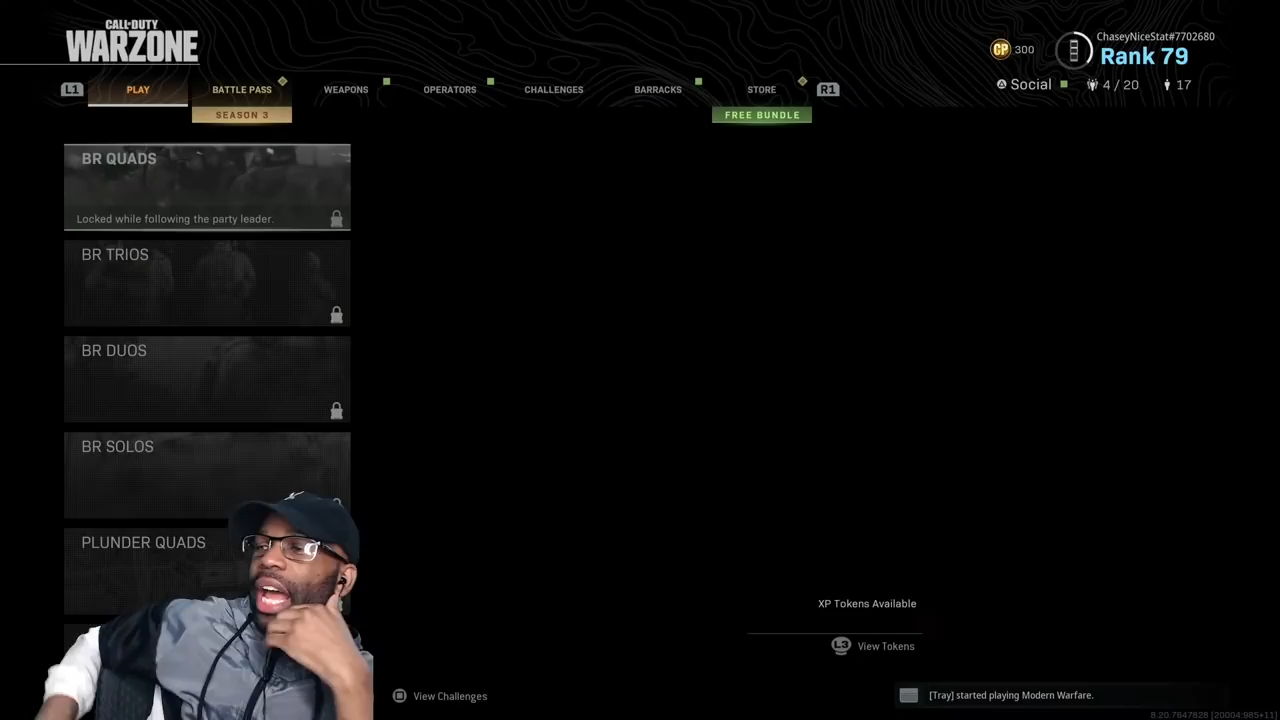 CALL OF DUTY
WARZONE
CP 300
ChaseyNiceStat#7702680
Rank 79
Social
4 / 20
17
L1
PLAY
BATTLE PASS
WEAPONS
OPERATORS
CHALLENGES
BARRACKS
STORE
R1
SEASON 3
FREE BUNDLE
BR QUADS
Locked while following the party leader.
BR TRIOS
BR DUOS
BR SOLOS
PLUNDER QUADS
XP Tokens Available
L3 View Tokens
View Challenges
[Tray] started playing Modern Warfare.